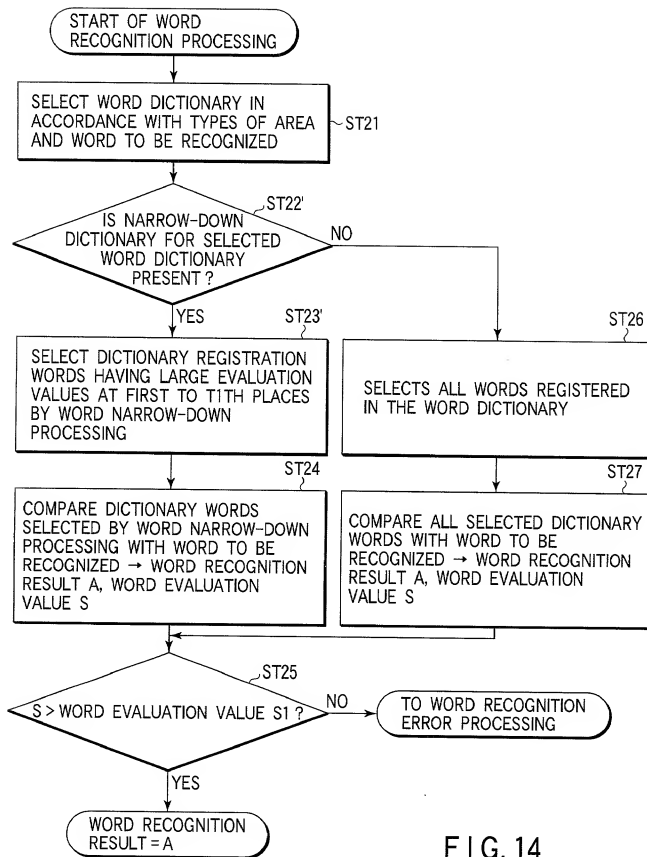 START OF WORD
RECOGNITION PROCESSING
SELECT WORD DICTIONARY IN
ACCORDANCE WITH TYPES OF AREA
AND WORD TO BE RECOGNIZED
ST21
ST22'
IS NARROW-DOWN
DICTIONARY FOR SELECTED
WORD DICTIONARY
PRESENT ?
NO
YES
ST23'
SELECT DICTIONARY REGISTRATION
WORDS HAVING LARGE EVALUATION
VALUES AT FIRST TO T1TH PLACES
BY WORD NARROW-DOWN
PROCESSING
ST26
SELECTS ALL WORDS REGISTERED
IN THE WORD DICTIONARY
ST24
COMPARE DICTIONARY WORDS
SELECTED BY WORD NARROW-DOWN
PROCESSING WITH WORD TO BE
RECOGNIZED → WORD RECOGNITION
RESULT A, WORD EVALUATION
VALUE S
ST27
COMPARE ALL SELECTED DICTIONARY
WORDS WITH WORD TO BE
RECOGNIZED → WORD RECOGNITION
RESULT A, WORD EVALUATION
VALUE S
ST25
S > WORD EVALUATION VALUE S1 ?
NO
TO WORD RECOGNITION
ERROR PROCESSING
YES
WORD RECOGNITION
RESULT = A
FIG. 14